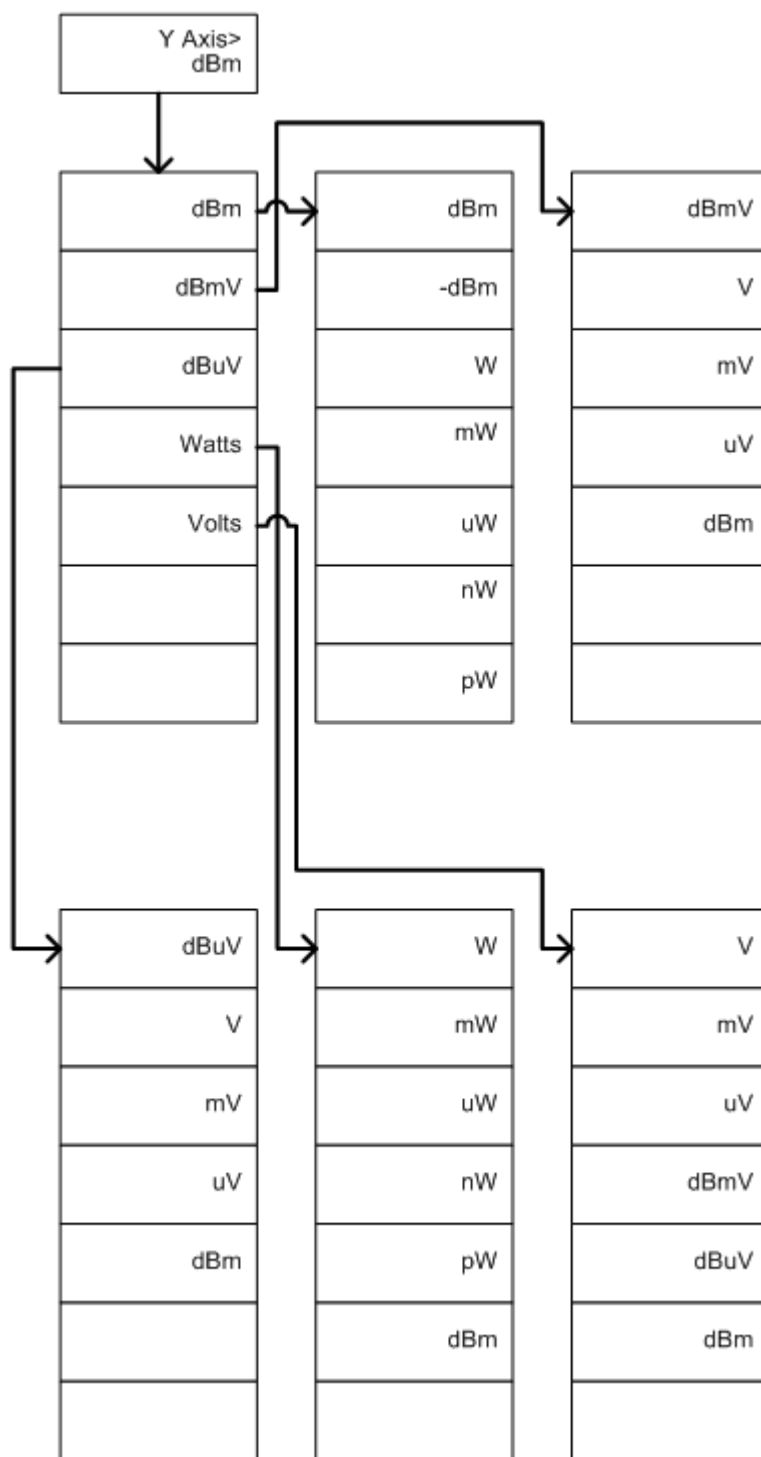 Y Axis>
dBm
dBm
dBmV
dBuV
Watts
Volts
dBm
-dBm
W
mW
uW
nW
pW
dBmV
V
mV
uV
dBm
dBuV
V
mV
uV
dBm
W
mW
uW
nW
pW
dBm
V
mV
uV
dBmV
dBuV
dBm